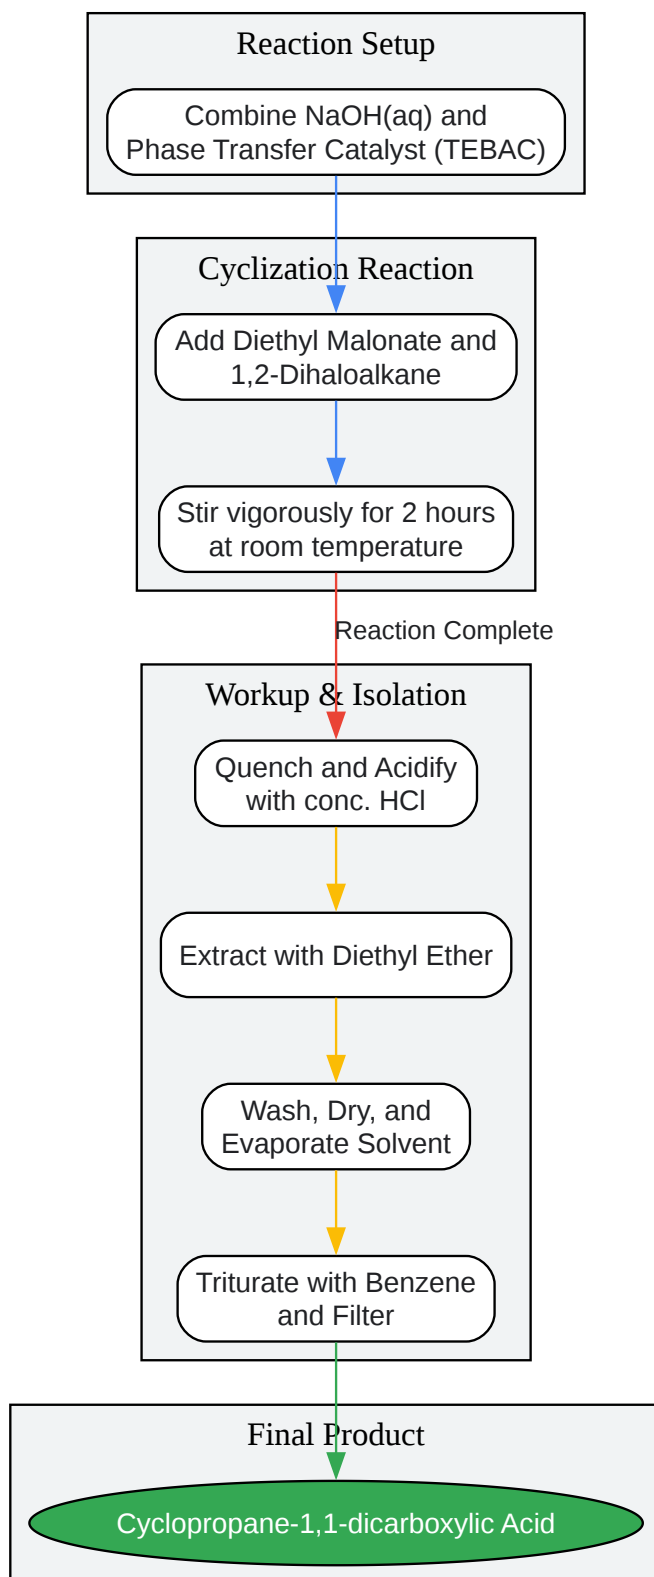 Reaction Setup
Combine NaOH(aq) and
Phase Transfer Catalyst (TEBAC)
Cyclization Reaction
Add Diethyl Malonate and
1,2-Dihaloalkane
Stir vigorously for 2 hours
at room temperature
Reaction Complete
Workup & Isolation
Quench and Acidify
with conc. HCl
Extract with Diethyl Ether
Wash, Dry, and
Evaporate Solvent
Triturate with Benzene
and Filter
Final Product
Cyclopropane-1,1-dicarboxylic Acid